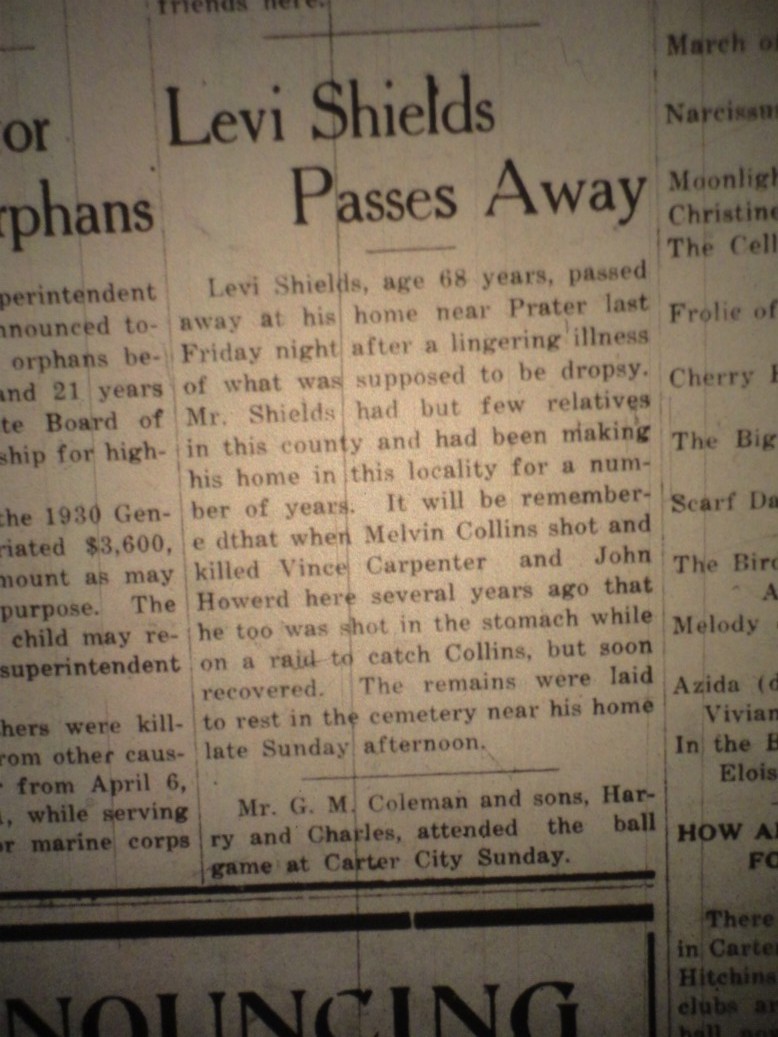 friends here.
or
rphans
perintendent
nnounced to-
orphans be-
and 21 years
te Board of
ship for high-
the 1930 Gen-
riated $3,600,
mount as may
purpose. The
child may re-
superintendent
hers were kill-
rom other caus-
from April 6,
, while serving
or marine corps
Levi Shields
Passes Away
Levi Shields, age 68 years, passed
away at his home near Prater last
Friday night after a lingering illness
of what was supposed to be dropsy.
Mr. Shields had but few relatives
in this county and had been making
his home in this locality for a num-
ber of years. It will be remember-
e dthat when Melvin Collins shot and
killed Vince Carpenter and John
Howerd here several years ago that
he too was shot in the stomach while
on a raid to catch Collins, but soon
recovered. The remains were laid
to rest in the cemetery near his home
late Sunday afternoon.
Mr. G. M. Coleman and sons, Har-
ry and Charles, attended the ball
game at Carter City Sunday.
NOUNCING
March of
Narcissu
Moonligh
Christine
The Cell
Frolic of
Cherry
The Big
Scarf Da
The Bird
A
Melody
Azida (d
Vivian
In the B
Elois
HOW A
FO
There
in Carte
Hitchins
clubs a
ball